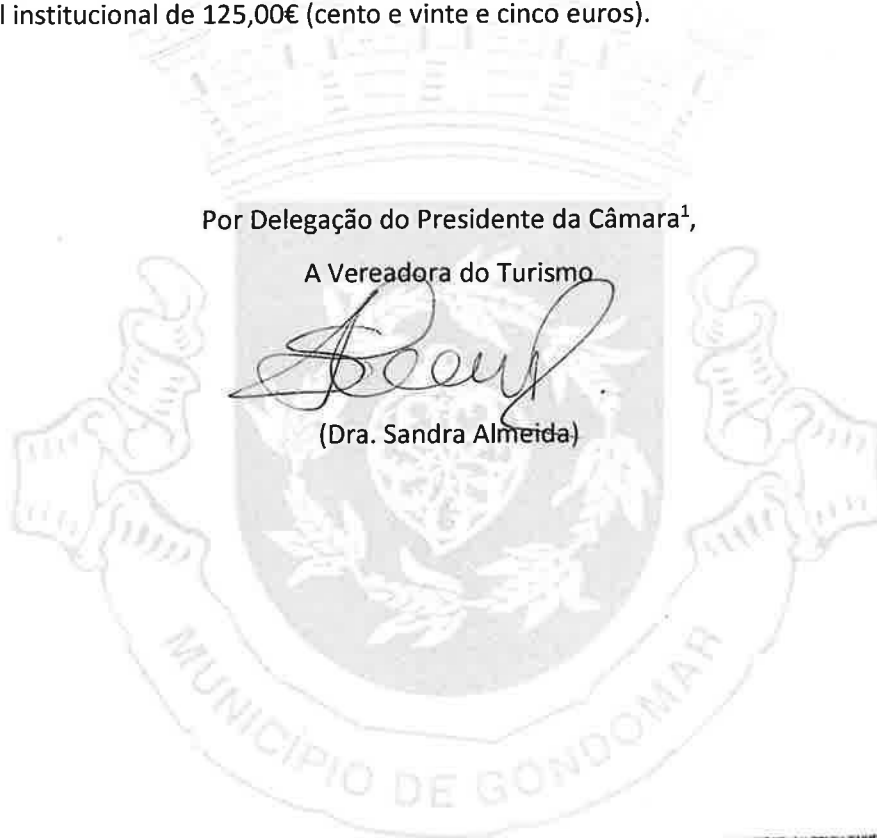 l institucional de 125,00€ (cento e vinte e cinco euros).
Por Delegação do Presidente da Câmara¹,
A Vereadora do Turismo
(Dra. Sandra Almeida)
MUNICÍPIO DE GONDOMAR